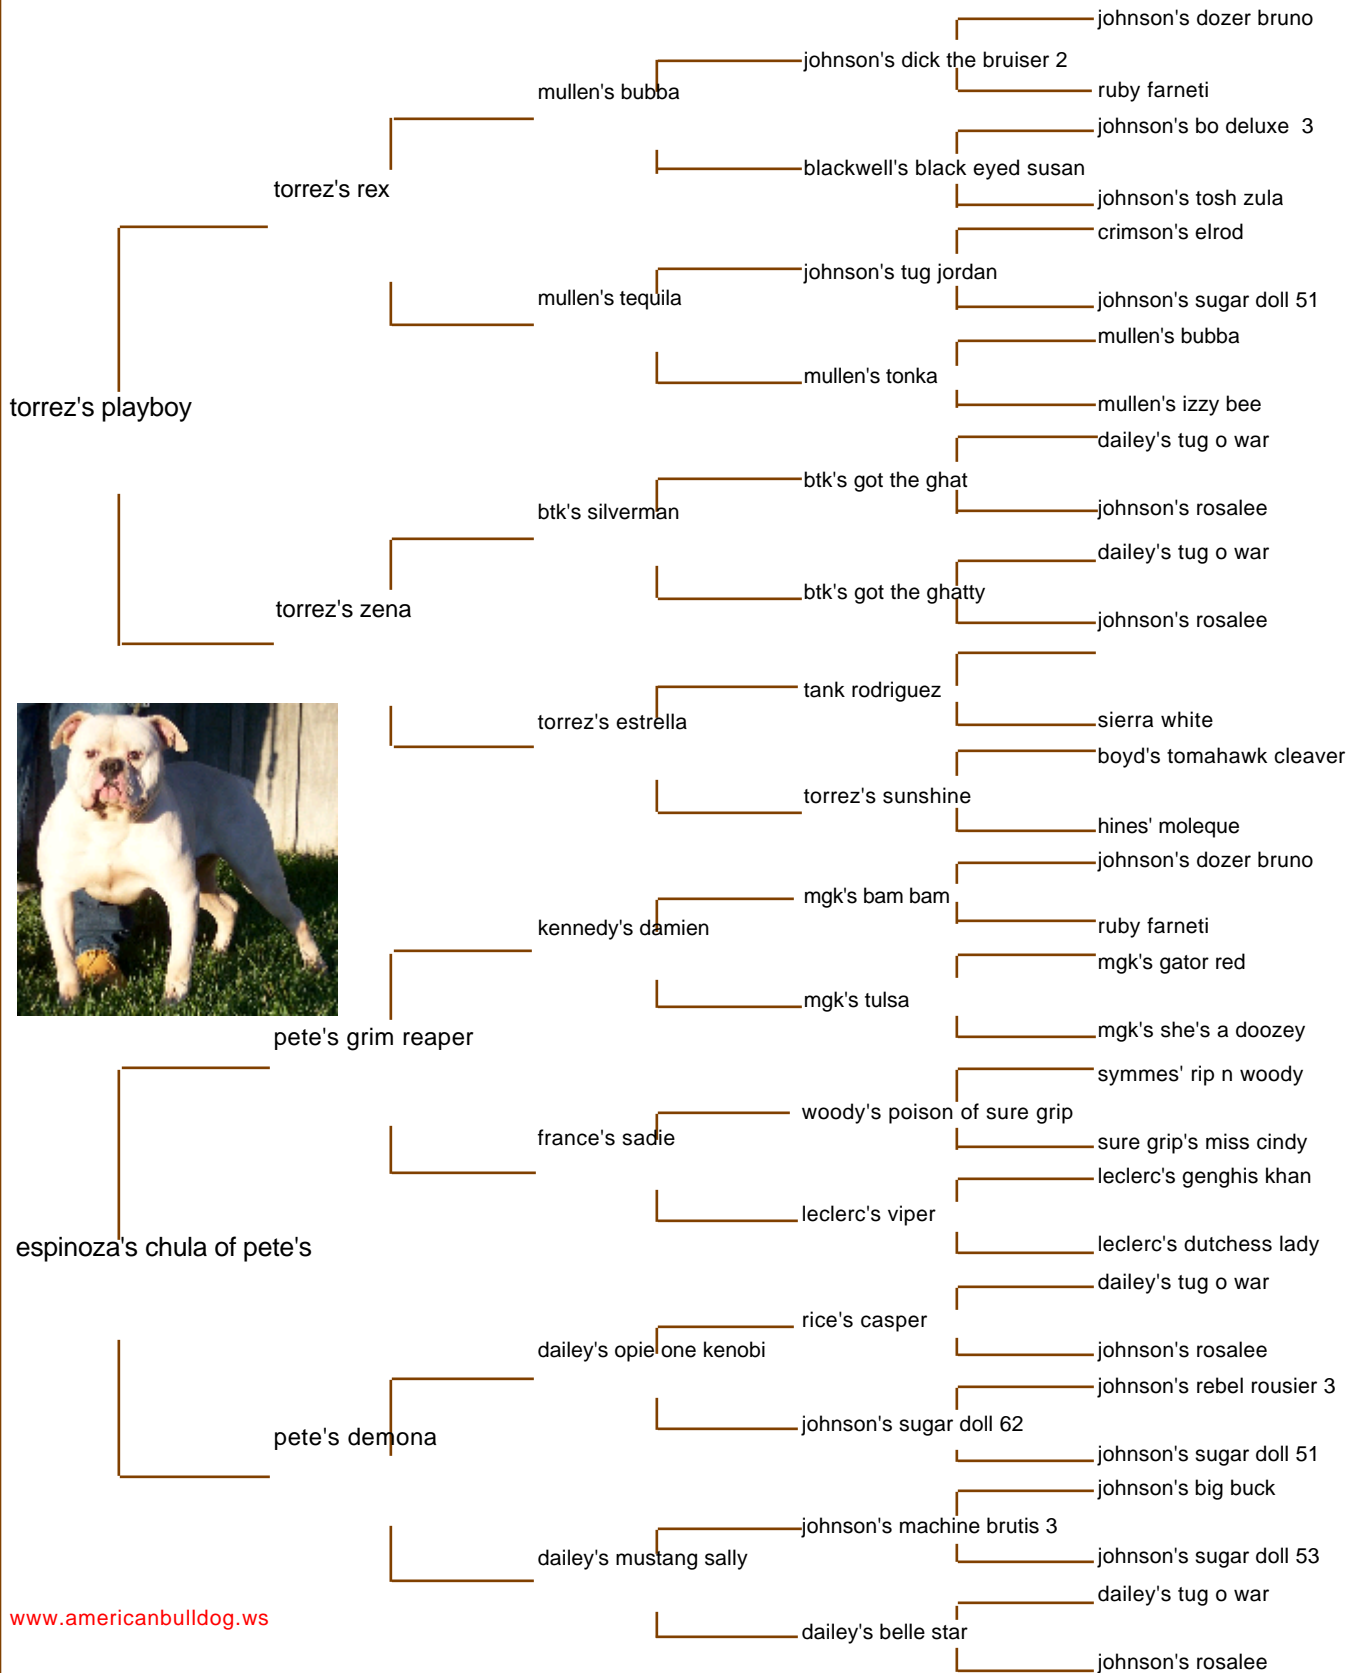 johnson's dozer bruno
johnson's dick the bruiser 2
mullen's bubba
ruby farneti
johnson's bo deluxe  3
blackwell's black eyed susan
torrez's rex
johnson's tosh zula
crimson's elrod
johnson's tug jordan
mullen's tequila
johnson's sugar doll 51
mullen's bubba
mullen's tonka
torrez's playboy
mullen's izzy bee
dailey's tug o war
btk's got the ghat
btk's silverman
johnson's rosalee
dailey's tug o war
btk's got the ghatty
torrez's zena
johnson's rosalee
tank rodriguez
torrez's estrella
sierra white
boyd's tomahawk cleaver
torrez's sunshine
hines' moleque
johnson's dozer bruno
mgk's bam bam
kennedy's damien
ruby farneti
mgk's gator red
mgk's tulsa
pete's grim reaper
mgk's she's a doozey
symmes' rip n woody
woody's poison of sure grip
france's sadie
sure grip's miss cindy
leclerc's genghis khan
leclerc's viper
espinoza's chula of pete's
leclerc's dutchess lady
dailey's tug o war
rice's casper
dailey's opie one kenobi
johnson's rosalee
johnson's rebel rousier 3
johnson's sugar doll 62
pete's demona
johnson's sugar doll 51
johnson's big buck
johnson's machine brutis 3
dailey's mustang sally
johnson's sugar doll 53
dailey's tug o war
www.americanbulldog.ws
dailey's belle star
johnson's rosalee